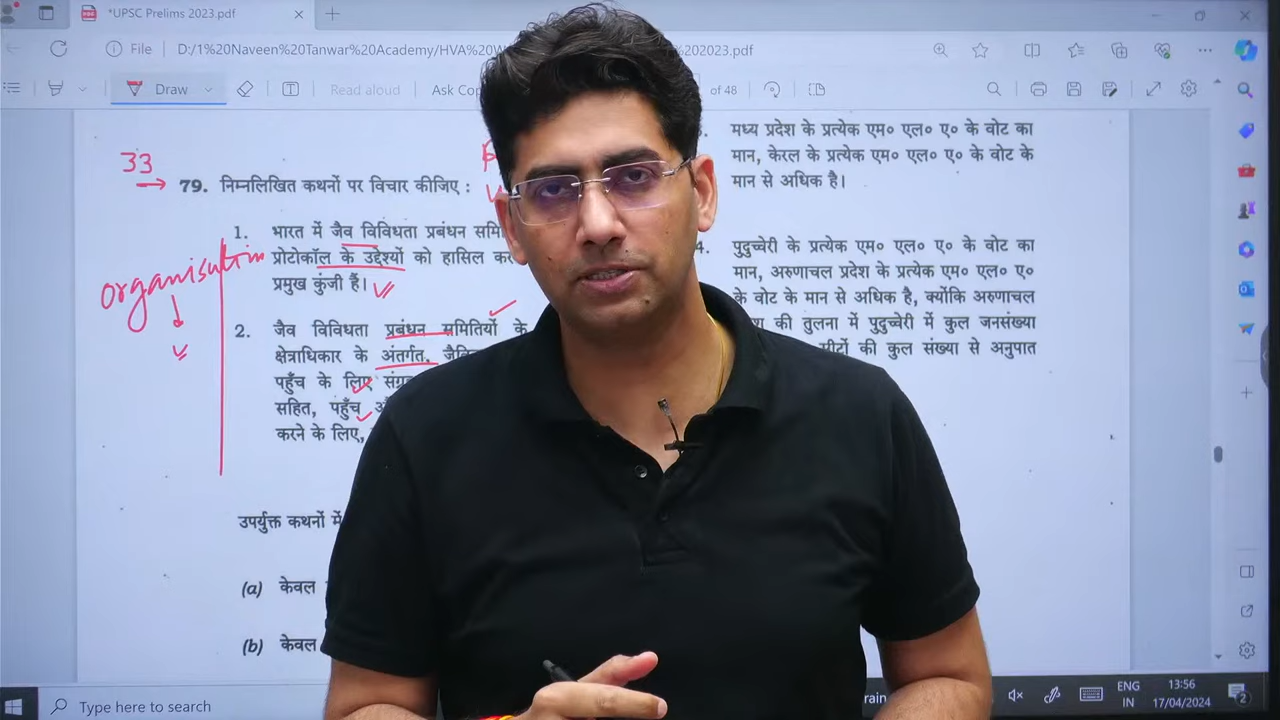 *UPSC Prelims 2023.pdf
File
D:/1%20Naveen%20Tanwar%20Academy/HVA%20W
%202023.pdf
Draw
Read aloud
Ask Cop
of 48
33
79. निम्नलिखित कथनों पर विचार कीजिए :
1. भारत में जैव विविधता प्रबंधन समि
प्रोटोकॉल के उद्देश्यों को हासिल कर
प्रमुख कुंजी हैं।
organisation
2. जैव विविधता प्रबंधन समितियों के
क्षेत्राधिकार के अंतर्गत, जैवि
पहुँच के लिए संग्र
सहित, पहुँच
करने के लिए,
उपर्युक्त कथनों में
(a) केवल
(b) केवल
मध्य प्रदेश के प्रत्येक एम० एल० ए० के वोट का
मान, केरल के प्रत्येक एम० एल० ए० के वोट के
मान से अधिक है।
4. पुदुच्चेरी के प्रत्येक एम० एल० ए० के वोट का
मान, अरुणाचल प्रदेश के प्रत्येक एम० एल० ए०
के वोट के मान से अधिक है, क्योंकि अरुणाचल
की तुलना में पुदुच्चेरी में कुल जनसंख्या
सीटों की कुल संख्या से अनुपात
Type here to search
ENG
IN
13:56
17/04/2024
2